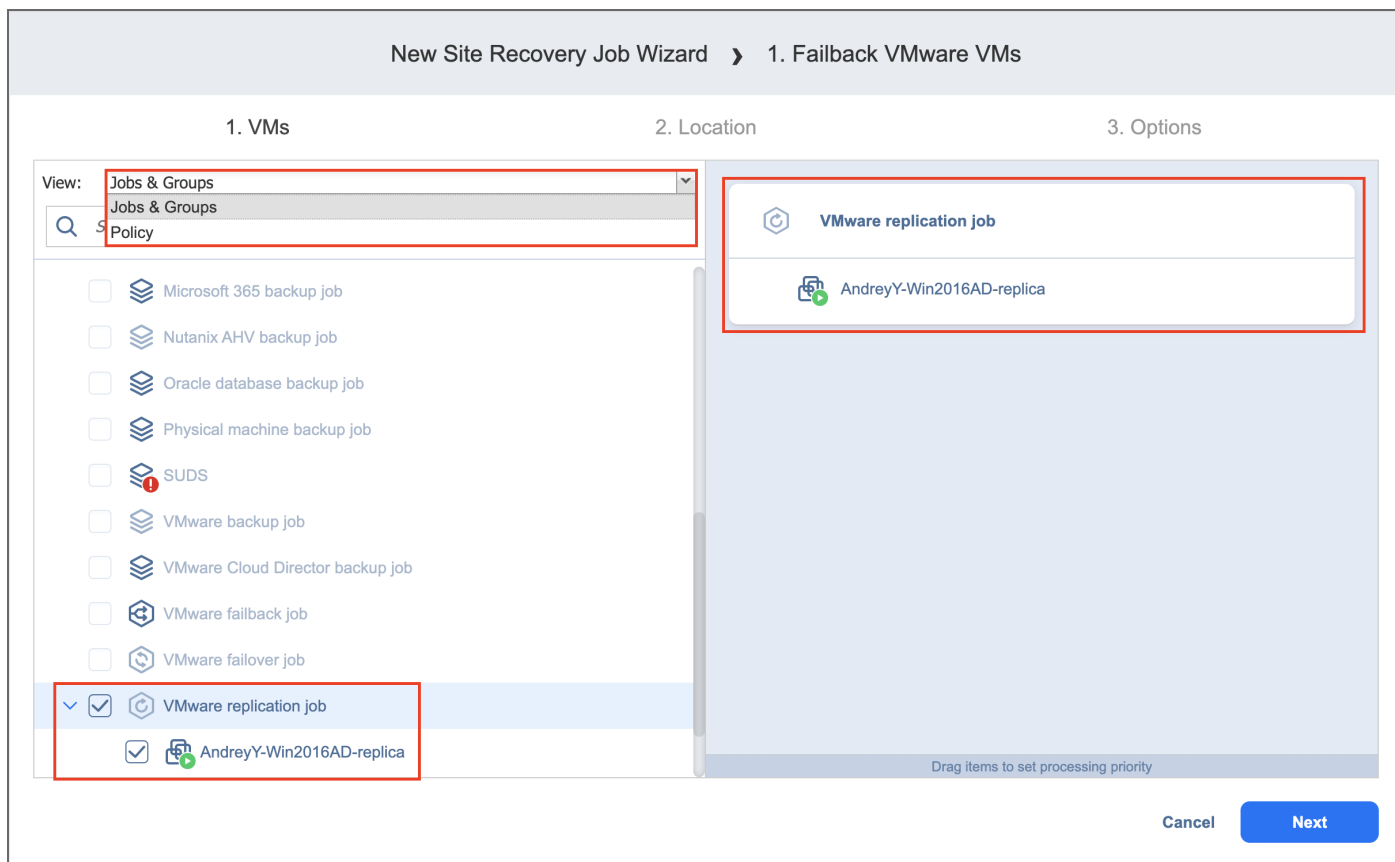 New Site Recovery Job Wizard ❯ 1. Failback VMware VMs
1. VMs
2. Location
3. Options
View:
Jobs & Groups
Jobs & Groups
Policy
S
Microsoft 365 backup job
Nutanix AHV backup job
Oracle database backup job
Physical machine backup job
SUDS
VMware backup job
VMware Cloud Director backup job
VMware failback job
VMware failover job
VMware replication job
AndreyY-Win2016AD-replica
VMware replication job
AndreyY-Win2016AD-replica
Drag items to set processing priority
Cancel
Next